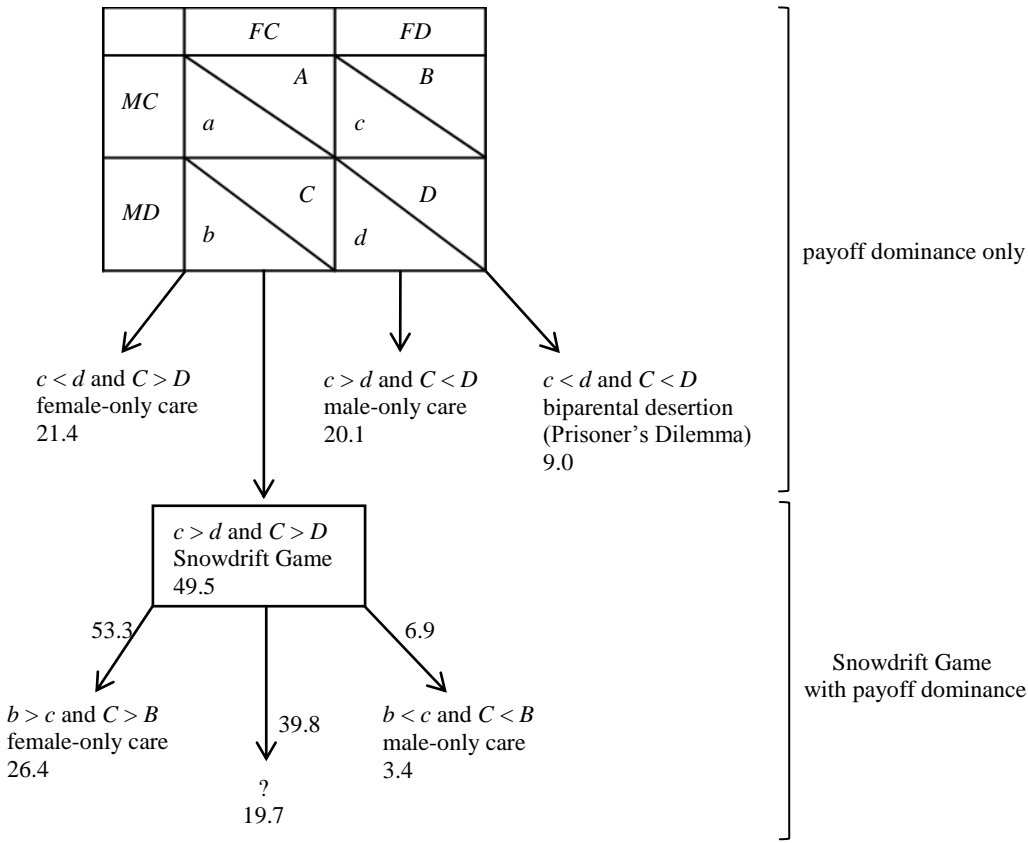 FC FD
A B
MC
a c
C D
MD
b d
payoff dominance only
c < d and C > D
female-only care
21.4
c > d and C < D
male-only care
20.1
c < d and C < D
biparental desertion
(Prisoner's Dilemma)
9.0
c > d and C > D
Snowdrift Game
49.5
53.3
6.9
39.8
Snowdrift Game
with payoff dominance
b > c and C > B
female-only care
26.4
b < c and C < B
male-only care
3.4
?
19.7